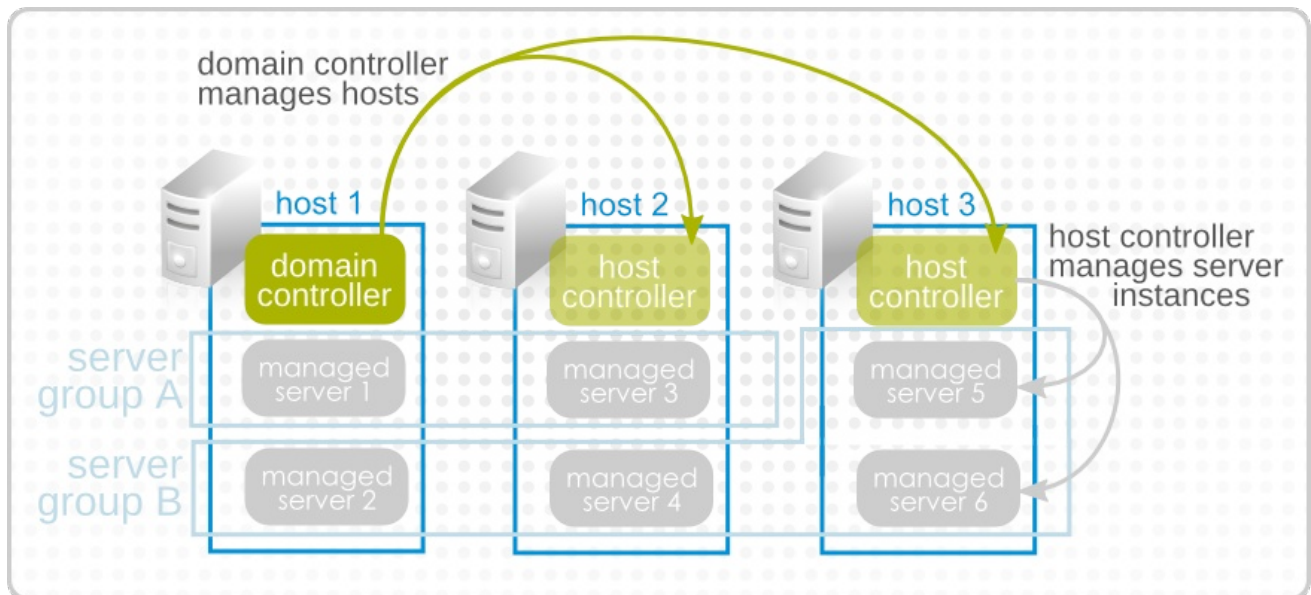 domain controller
manages hosts
host 1
host 2
host 3
domain
controller
host
controller
host
controller
host controller
manages server
instances
server
group A
managed
server 1
managed
server 3
managed
server 5
server
group B
managed
server 2
managed
server 4
managed
server 6